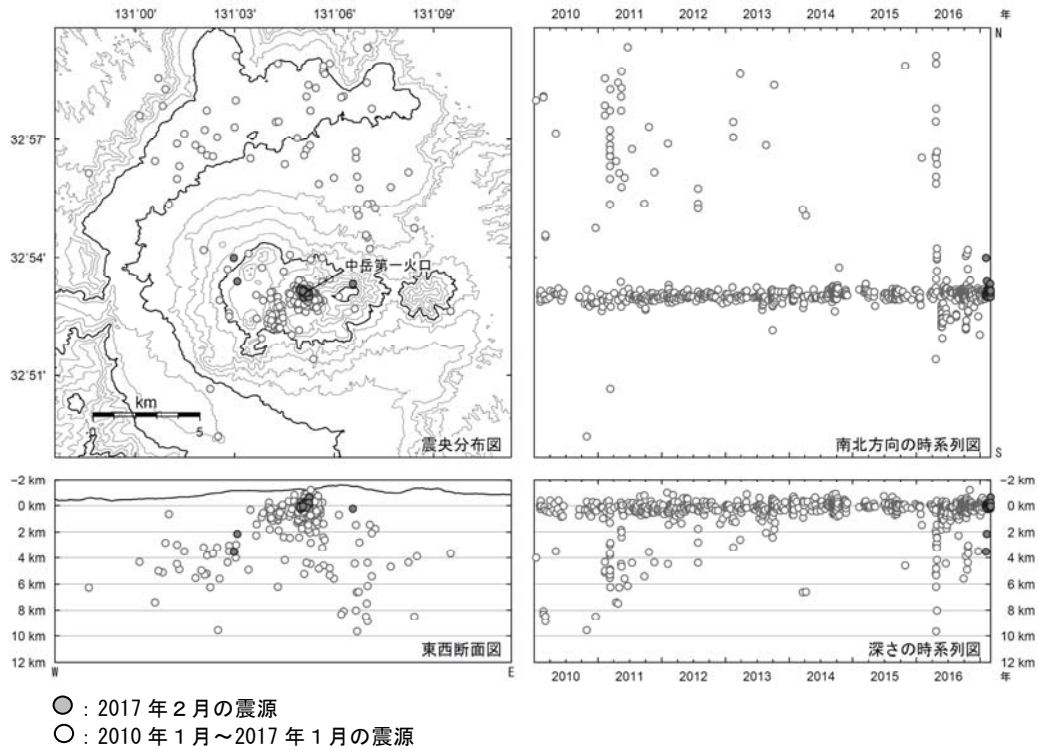 131°00' 131°03' 131°06' 131°09'
2010 2011 2012 2013 2014 2015 2016 年
N
32°57'
32°54'
中岳第一火口
32°51'
km
0 5
震央分布図
南北方向の時系列図
S
-2 km -2 km
0 km 0 km
2 km 2 km
4 km 4 km
6 km 6 km
8 km 8 km
10 km 10 km
12 km 12 km
東西断面図
深さの時系列図
W E
2010 2011 2012 2013 2014 2015 2016 年
：2017 年２月の震源
：2010 年１月～2017 年１月の震源